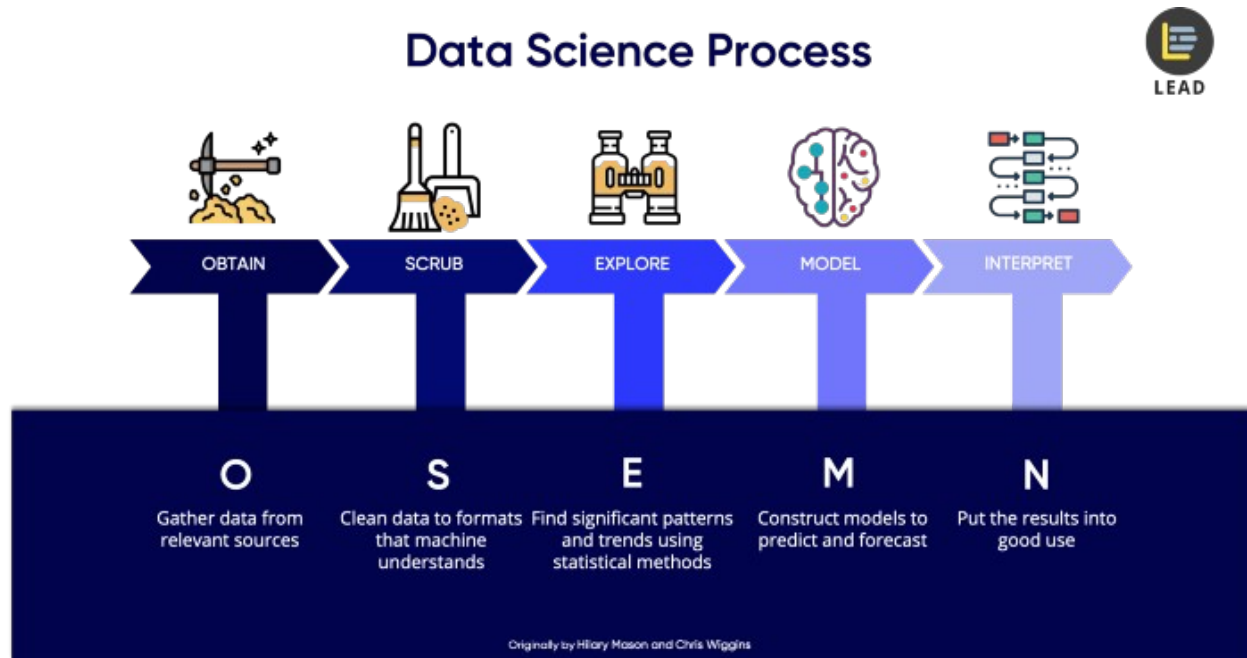 Data Science Process
LEAD
OBTAIN
SCRUB
EXPLORE
MODEL
INTERPRET
O
Gather data from
relevant sources
S
Clean data to formats
that machine
understands
E
Find significant patterns
and trends using
statistical methods
M
Construct models to
predict and forecast
N
Put the results into
good use
Originally by Hilary Mason and Chris Wiggins